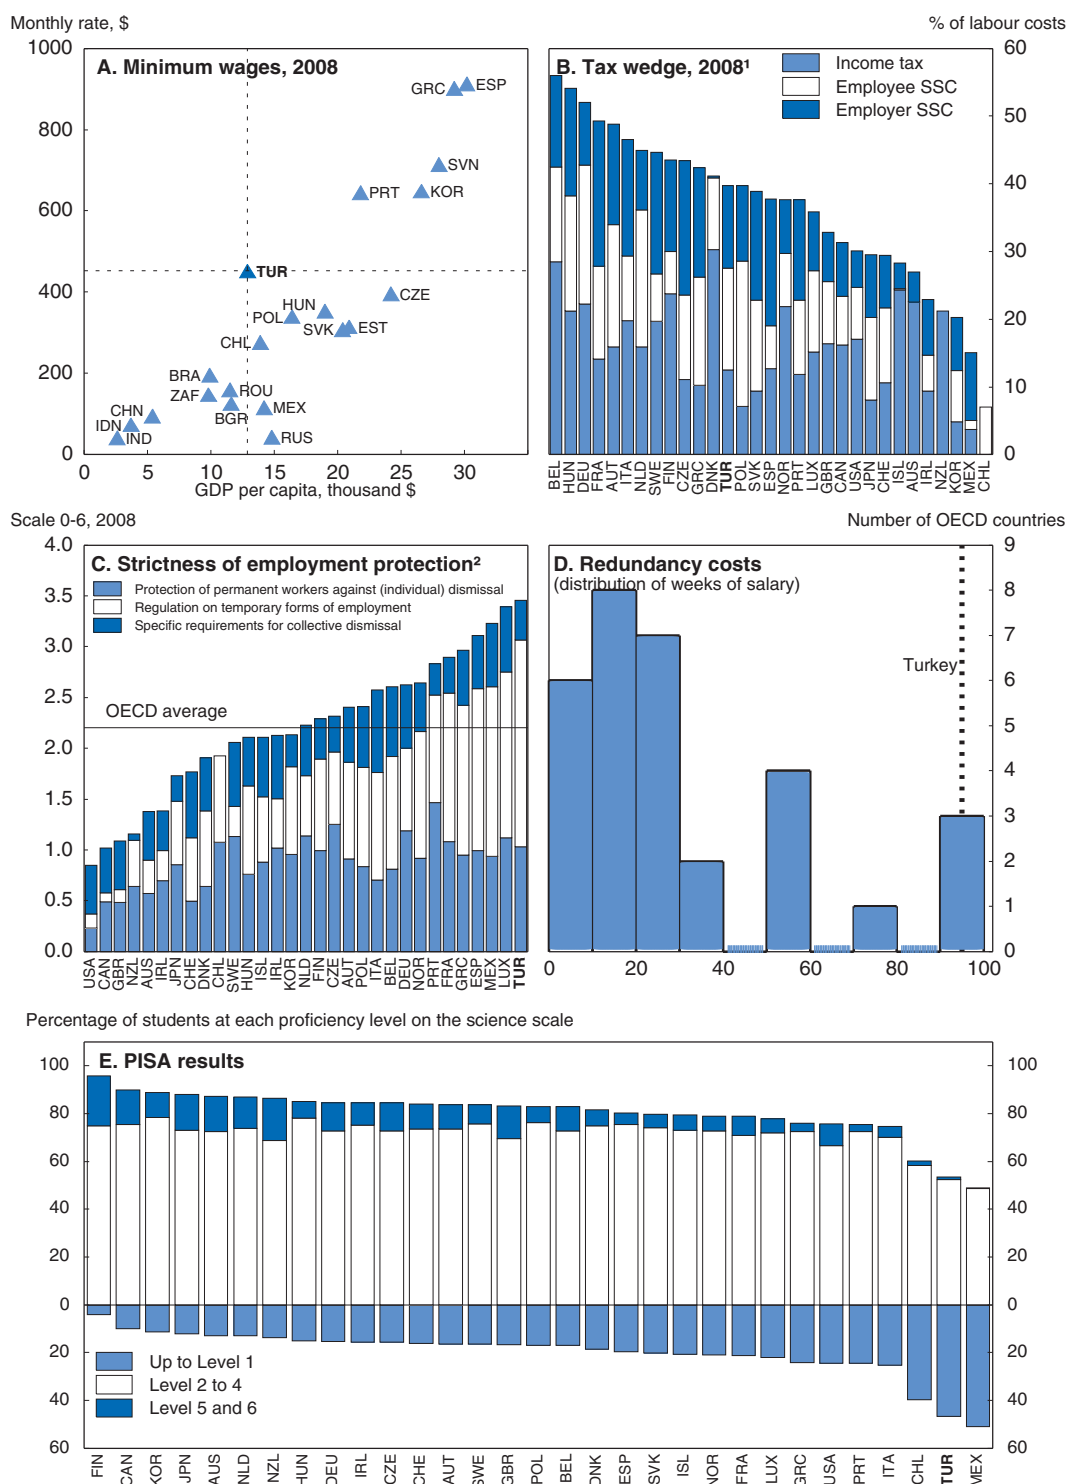 Monthly rate, $
% of labour costs
1000
A. Minimum wages, 2008
800
600
400
200
0
0 5 10 15 20 25 30
GDP per capita, thousand $
GRC
ESP
SVN
PRT
KOR
TUR
CZE
HUN
POL
SVK
EST
CHL
BRA
ROU
ZAF
MEX
BGR
CHN
IDN
IND
RUS
B. Tax wedge, 2008¹
Income tax
Employee SSC
Employer SSC
60
50
40
30
20
10
0
BEL HUN DEU FRA AUT ITA NLD SWE FIN CZE GRC DNK TUR POL SVK ESP NOR PRT LUX GBR CAN USA JPN CHE ISL AUS IRL NZL KOR MEX CHL
Scale 0-6, 2008
Number of OECD countries
4.0
3.5
3.0
2.5
2.0
1.5
1.0
0.5
0.0
C. Strictness of employment protection²
Protection of permanent workers against (individual) dismissal
Regulation on temporary forms of employment
Specific requirements for collective dismissal
OECD average
USA CAN GBR NZL AUS IRL JPN CHE DNK CHL SWE HUN ISL IRL KOR NLD FIN CZE AUT POL ITA BEL DEU NOR PRT FRA GRC ESP MEX LUX TUR
D. Redundancy costs
(distribution of weeks of salary)
Turkey
9
8
7
6
5
4
3
2
1
0
0 20 40 60 80 100
Percentage of students at each proficiency level on the science scale
E. PISA results
100
80
60
40
20
0
20
40
60
100
80
60
40
20
0
20
40
60
Up to Level 1
Level 2 to 4
Level 5 and 6
FIN CAN KOR JPN AUS NLD NZL HUN DEU IRL CZE CHE AUT SWE GBR POL BEL DNK ESP SVK ISL NOR FRA LUX GRC USA PRT ITA CHL TUR MEX